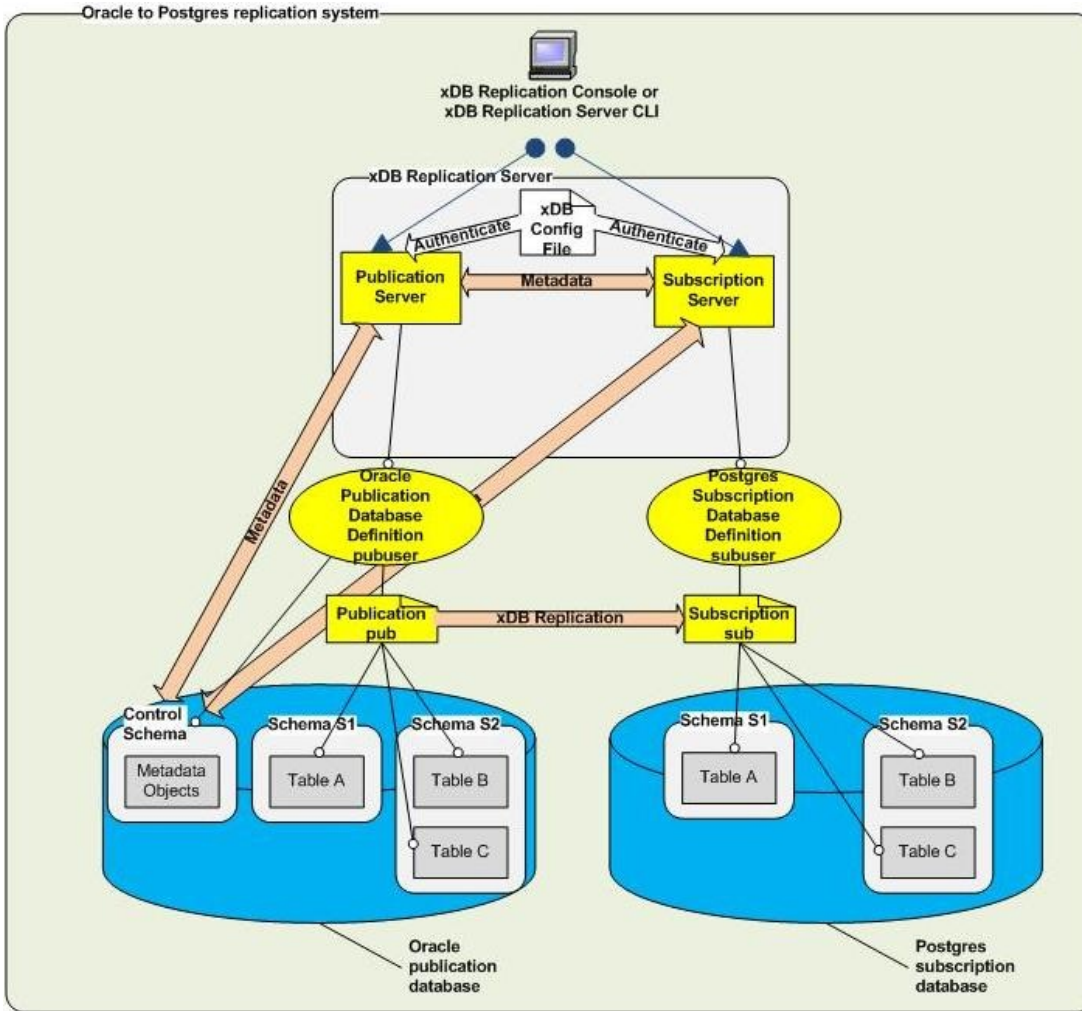 Oracle to Postgres replication system
xDB Replication Console or
xDB Replication Server CLI
xDB Replication Server
xDB
Config
File
Authenticate
Authenticate
Publication
Server
Metadata
Subscription
Server
Metadata
Oracle
Publication
Database
Definition
pubuser
Postgres
Subscription
Database
Definition
subuser
Publication
pub
xDB Replication
Subscription
sub
Control
Schema
Metadada
Objects
Schema S1
Table A
Schema S2
Table B
Table C
Schema S1
Table A
Schema S2
Table B
Table C
Oracle
publication
database
Postgres
subscription
database